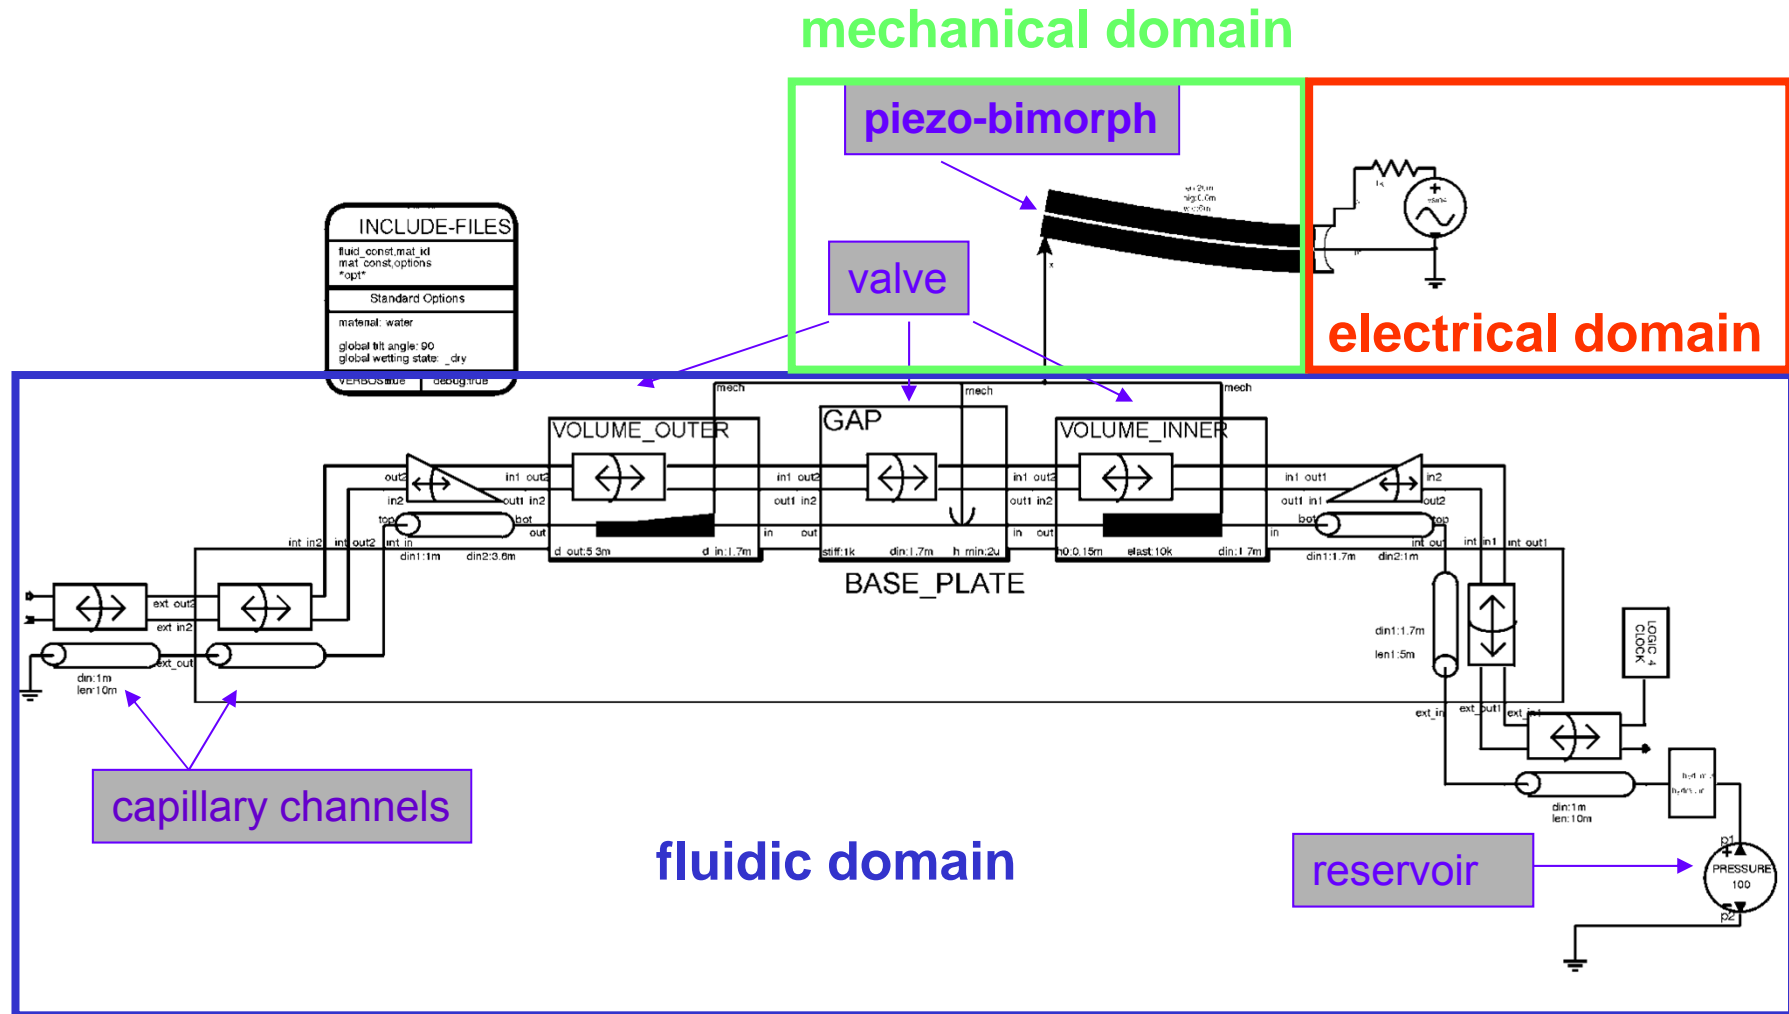 mechanical domain
piezo-bimorph
INCLUDE-FILES
fluid_const,mat_id
mat const,options
*opt*
Standard Options
material: water
global tilt angle: 90
global wetting state: _dry
debug:true
valve
electrical domain
mech
mech
mech
VOLUME_OUTER
GAP
VOLUME_INNER
out2
in1 out2
in1 out2
in1 out2
in1 out1
in2
in2
out1 in2
out1 in2
out1 in2
out1 in1
out2
top
bot
out
in
out
in
out
in
bot
top
int in2
int out2
int in
din1:1m
din2:3.6m
d_out:5.3m
d_in:1.7m
stiff:1k
din:1.7m
h_min:2u
h0:0.15m
elast:10k
din:1.7m
din1:1.7m
din2:1m
int out
int in1
int out1
BASE_PLATE
ext out2
ext in2
ext_out
din1:1.7m
len1:5m
LOGIC 4
CLOCK
din:1m
len:10m
ext_in
ext_out1
ext_in1
capillary channels
din:1m
len:10m
fluidic domain
reservoir
p1
PRESSURE
100
p2